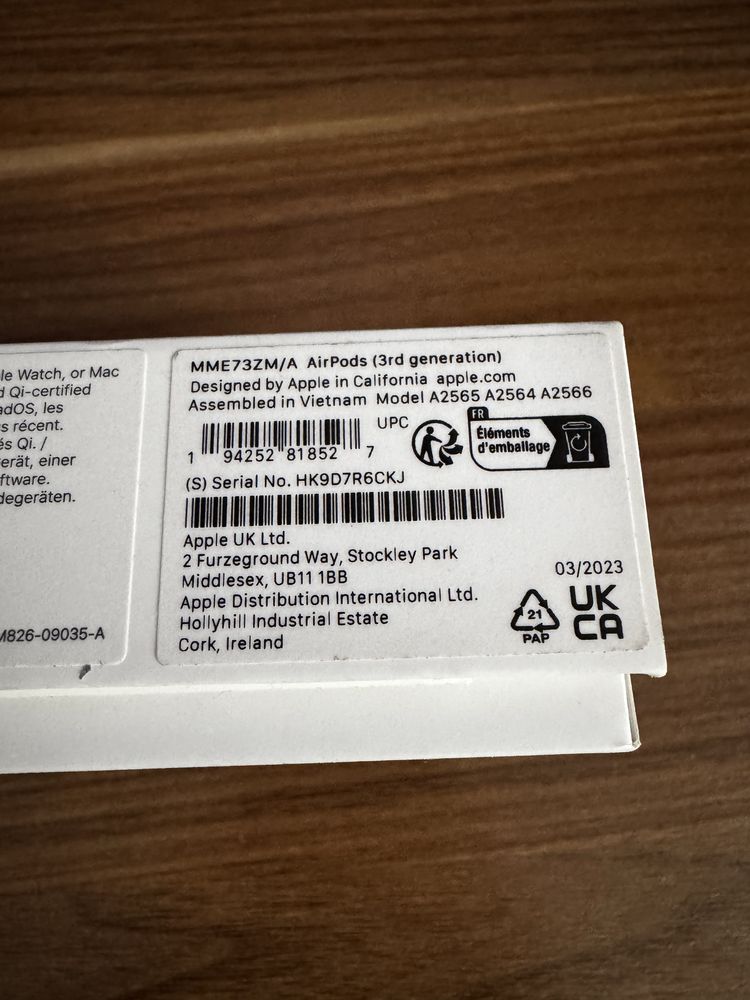 le Watch, or Mac
d Qi-certified
adOS, les
us récent.
és Qi. /
erät, einer
ftware.
degeräten.
M826-09035-A
MME73ZM/A AirPods (3rd generation)
Designed by Apple in California apple.com
Assembled in Vietnam Model A2565 A2564 A2566
UPC
1 94252 81852 7
FR
Éléments
d'emballage
(S) Serial No. HK9D7R6CKJ
Apple UK Ltd.
2 Furzeground Way, Stockley Park
Middlesex, UB11 1BB
Apple Distribution International Ltd.
Hollyhill Industrial Estate
Cork, Ireland
03/2023
21
PAP
UK
CA